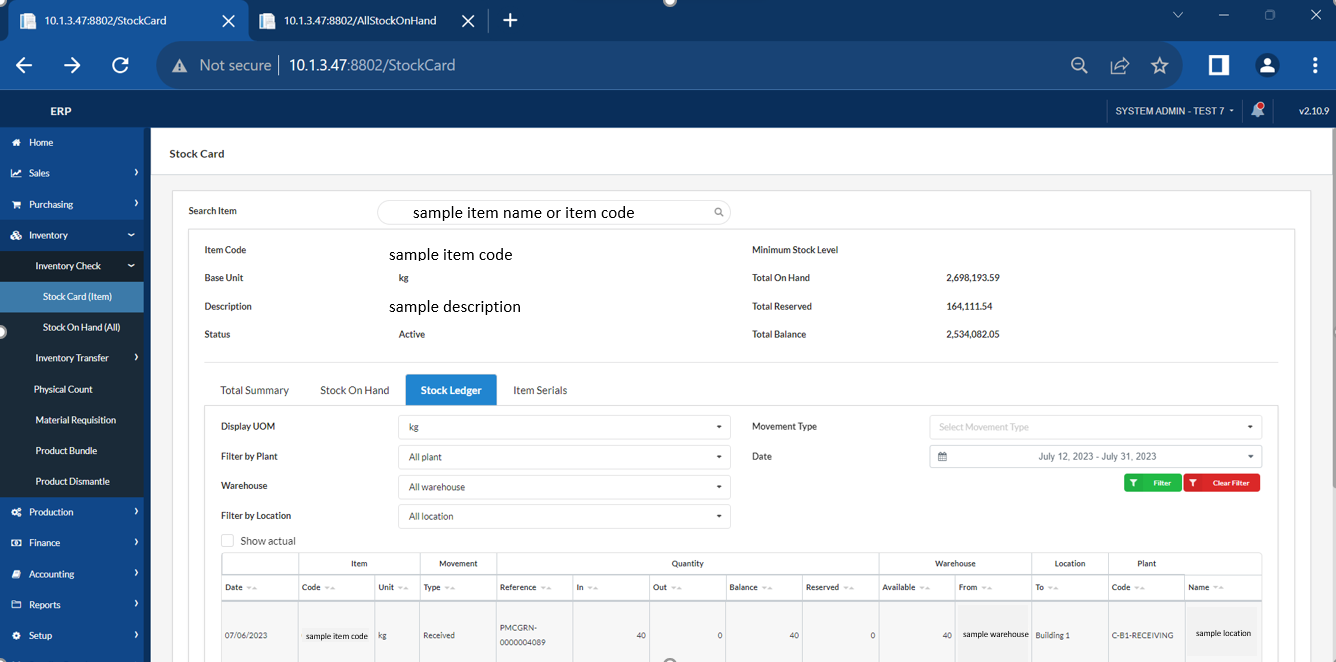 10.1.3.47:8802/StockCard
10.1.3.47:8802/AllStockOnHand
Not secure
10.1.3.47:8802/StockCard
ERP
SYSTEM ADMIN - TEST 7
v2.10.9
Home
Sales
Purchasing
Inventory
Inventory Check
Stock Card (Item)
Stock On Hand (All)
Inventory Transfer
Physical Count
Material Requisition
Product Bundle
Product Dismantle
Production
Finance
Accounting
Reports
Setup
Stock Card
Search Item
sample item name or item code
Item Code
sample item code
Minimum Stock Level
Base Unit
kg
Total On Hand
2,698,193.59
Description
sample description
Total Reserved
164,111.54
Status
Active
Total Balance
2,534,082.05
Total Summary
Stock On Hand
Stock Ledger
Item Serials
Display UOM
kg
Movement Type
Select Movement Type
Filter by Plant
All plant
Date
July 12, 2023 - July 31, 2023
Warehouse
All warehouse
Filter
Clear Filter
Filter by Location
All location
Show actual
Item
Movement
Quantity
Warehouse
Location
Plant
Date
Code
Unit
Type
Reference
In
Out
Balance
Reserved
Available
From
To
Code
Name
07/06/2023
sample item code
kg
Received
PMCGRN-
0000004089
40
0
40
0
40
sample warehouse
Building 1
C-B1-RECEIVING
sample location